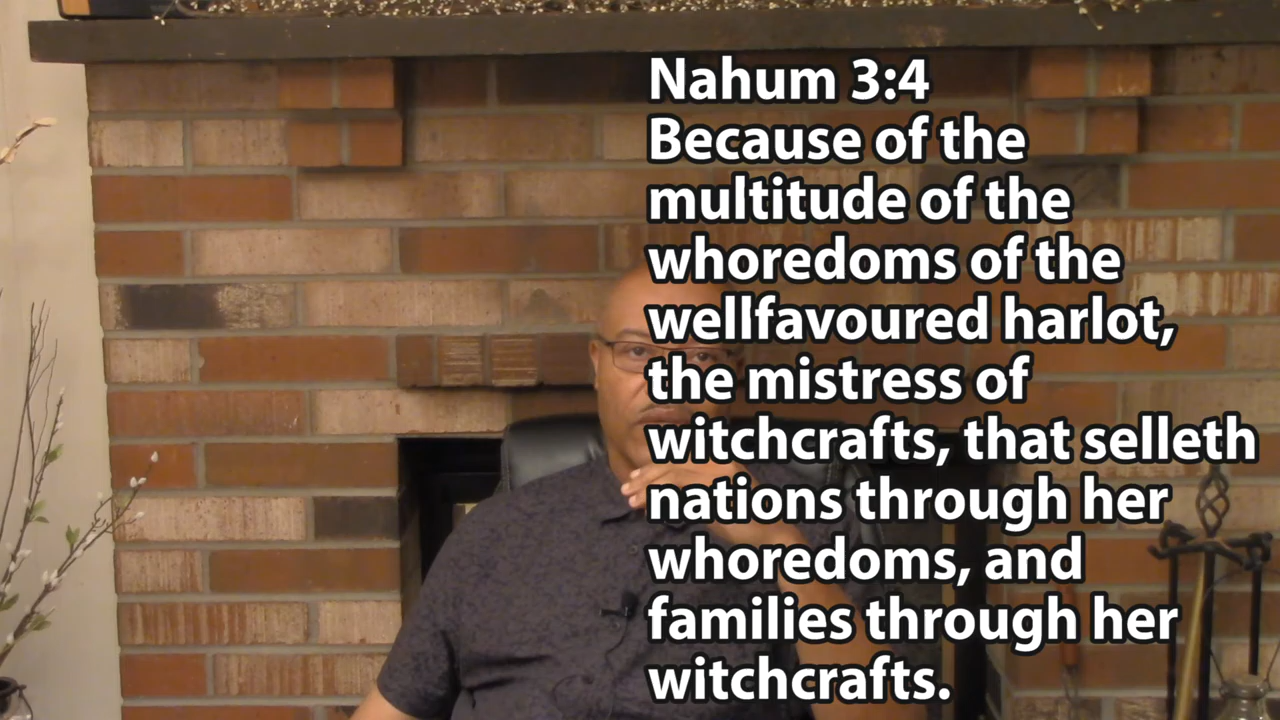 Nahum 3:4
Because of the
multitude of the
whoredoms of the
wellfavoured harlot,
the mistress of
witchcrafts, that selleth
nations through her
whoredoms, and
families through her
witchcrafts.